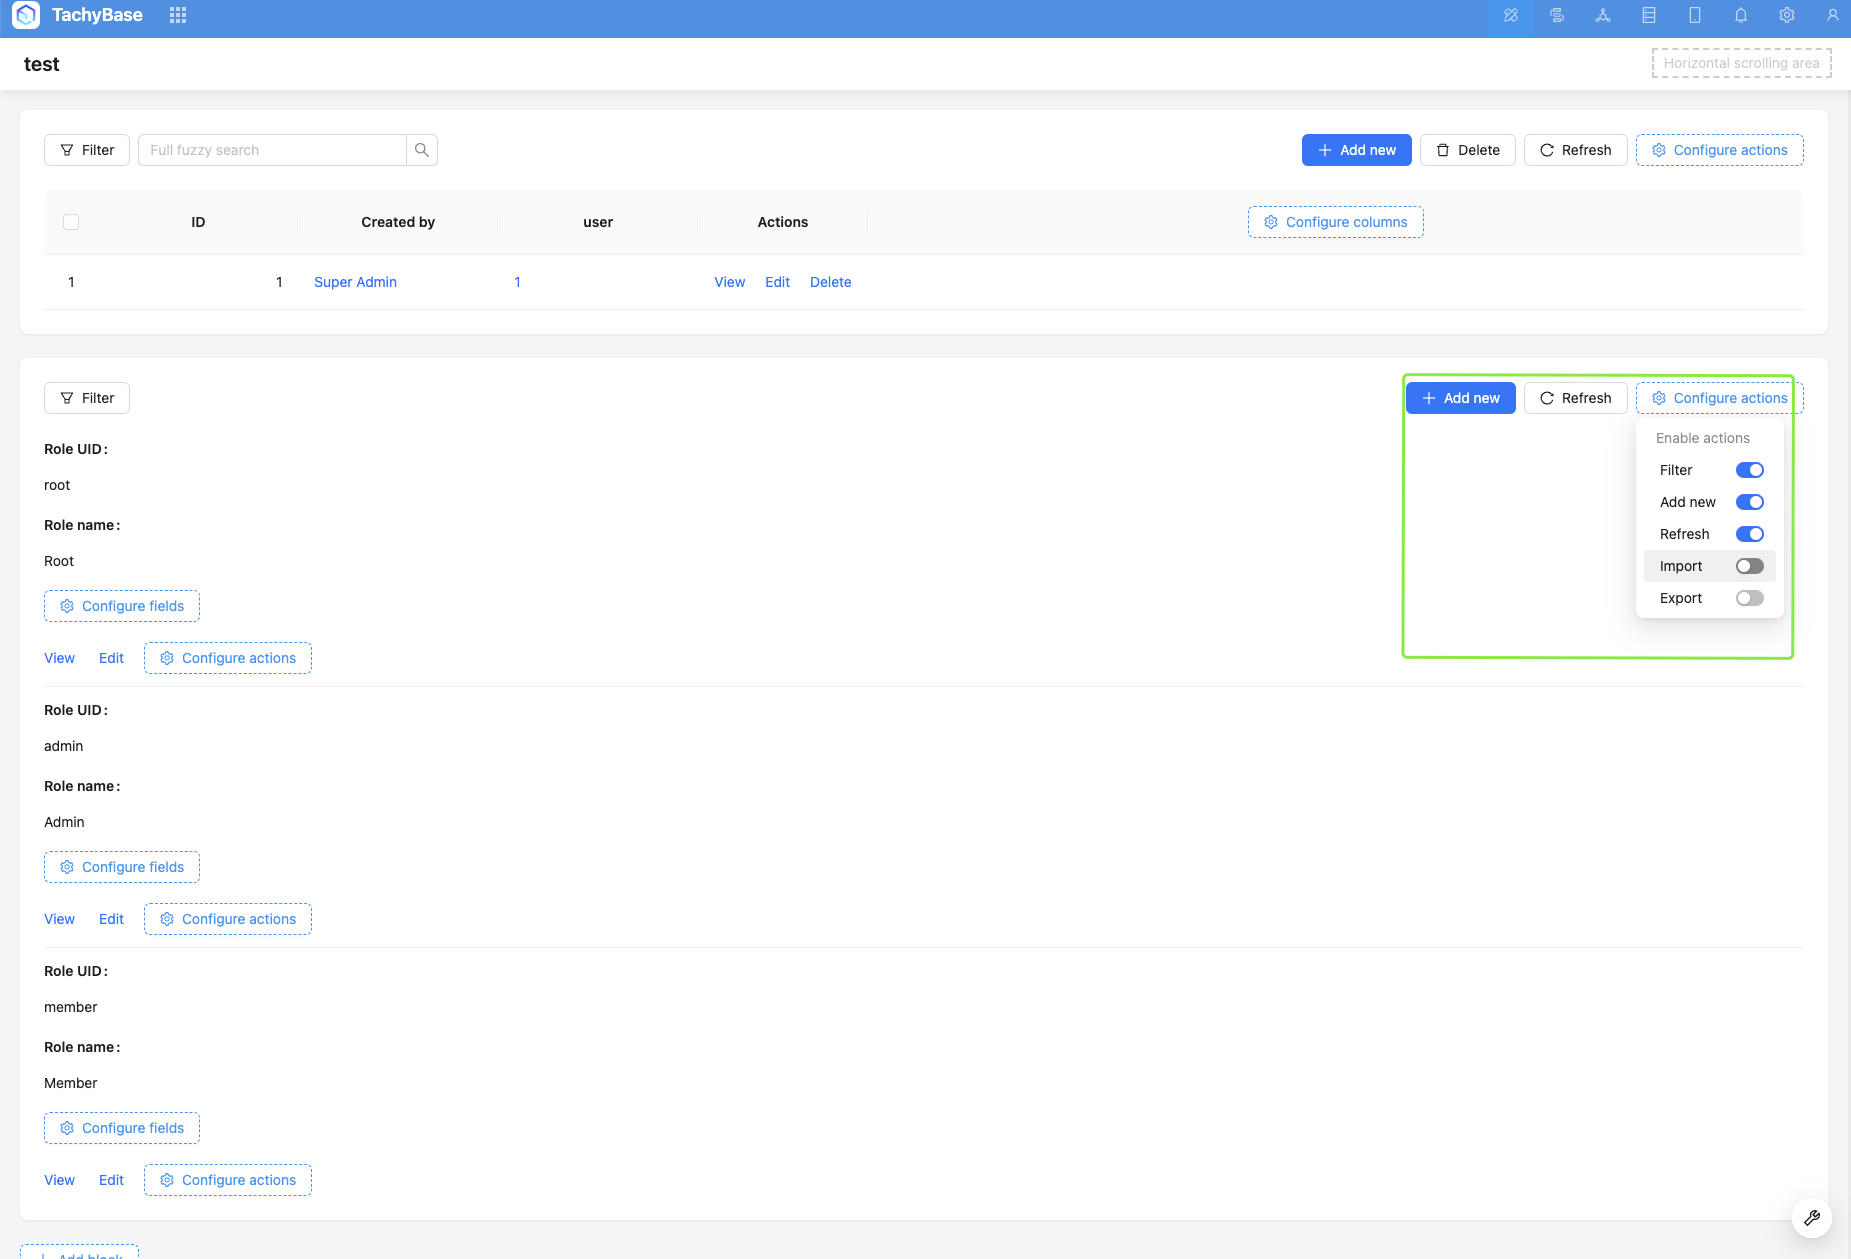 TachyBase
test
Horizontal scrolling area
Filter
Full fuzzy search
Add new
Delete
Refresh
Configure actions
ID
Created by
user
Actions
Configure columns
1
1
Super Admin
1
View
Edit
Delete
Filter
Add new
Refresh
Configure actions
Enable actions
Filter
Add new
Refresh
Import
Export
Role UID:
root
Role name:
Root
Configure fields
View
Edit
Configure actions
Role UID:
admin
Role name:
Admin
Configure fields
View
Edit
Configure actions
Role UID:
member
Role name:
Member
Configure fields
View
Edit
Configure actions
Add block